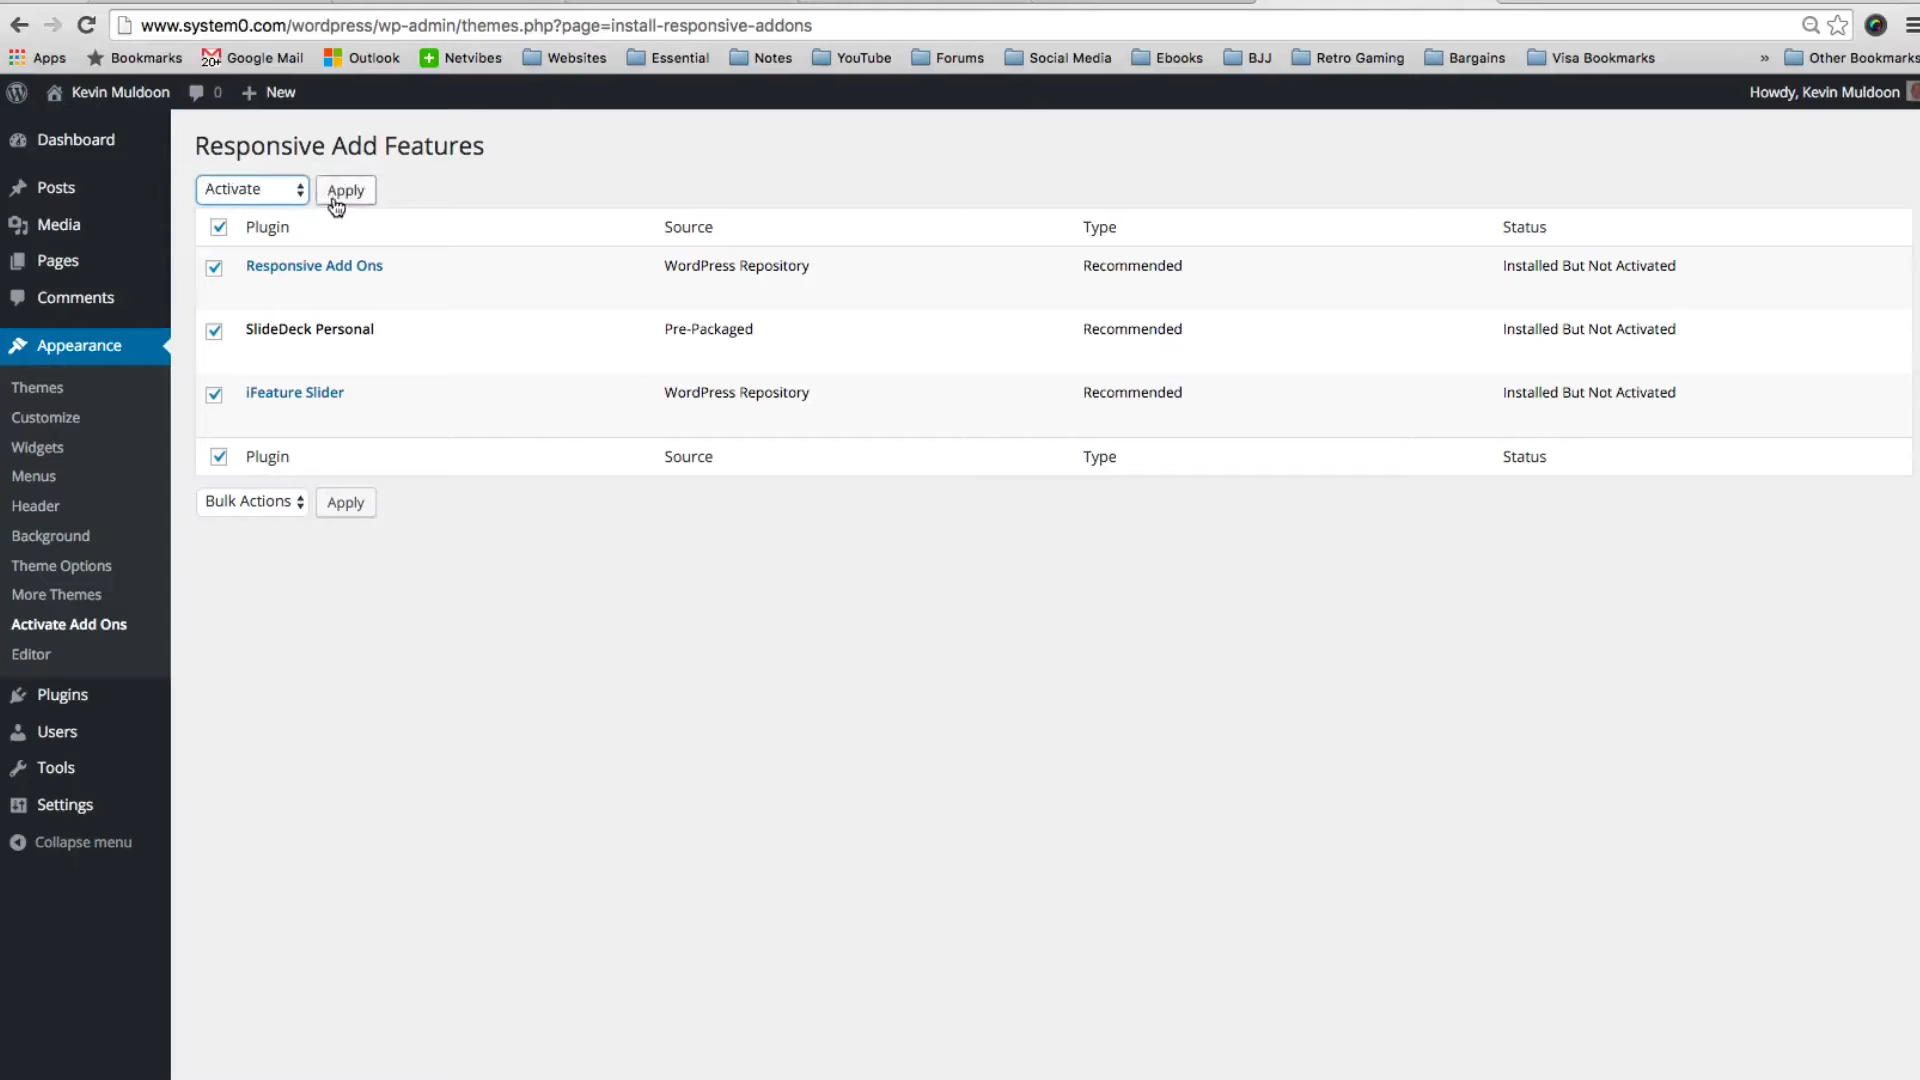 www.system0.com/wordpress/wp-admin/themes.php?page=install-responsive-addons
Apps Bookmarks 20+ Google Mail Outlook Netvibes Websites Essential Notes YouTube Forums Social Media Ebooks BJJ Retro Gaming Bargains Visa Bookmarks » Other Bookmarks
Kevin Muldoon 0 + New Howdy, Kevin Muldoon
Dashboard
Posts
Media
Pages
Comments
Appearance
Themes
Customize
Widgets
Menus
Header
Background
Theme Options
More Themes
Activate Add Ons
Editor
Plugins
Users
Tools
Settings
Collapse menu
Responsive Add Features
Activate Apply
Plugin Source Type Status
Responsive Add Ons WordPress Repository Recommended Installed But Not Activated
SlideDeck Personal Pre-Packaged Recommended Installed But Not Activated
iFeature Slider WordPress Repository Recommended Installed But Not Activated
Plugin Source Type Status
Bulk Actions Apply